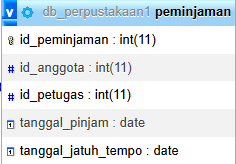 v db_perpustakaan1 peminjaman
id_peminjaman : int(11)
# id_anggota : int(11)
# id_petugas : int(11)
tanggal_pinjam : date
tanggal_jatuh_tempo : date